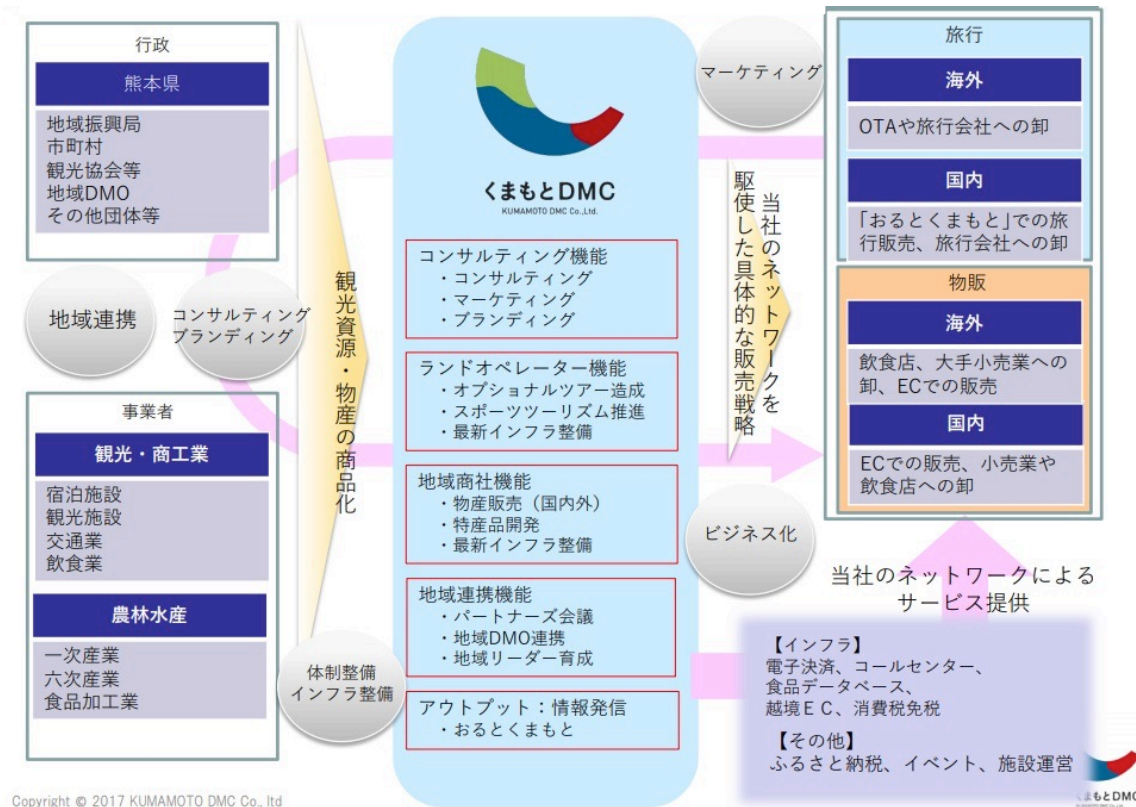 行政
熊本県
地域振興局
市町村
観光協会等
地域DMO
その他団体等
地域連携
コンサルティング
ブランディング
事業者
観光・商工業
宿泊施設
観光施設
交通業
飲食業
農林水産
一次産業
六次産業
食品加工業
体制整備
インフラ整備
観光資源・物産の商品化
くまもとDMC
KUMAMOTO DMC Co.,Ltd.
コンサルティング機能
・コンサルティング
・マーケティング
・ブランディング
ランドオペレーター機能
・オプショナルツアー造成
・スポーツツーリズム推進
・最新インフラ整備
地域商社機能
・物産販売（国内外）
・特産品開発
・最新インフラ整備
地域連携機能
・パートナーズ会議
・地域DMO連携
・地域リーダー育成
アウトプット：情報発信
・おるとくまもと
マーケティング
当社のネットワークを
駆使した具体的な販売戦略
ビジネス化
旅行
海外
OTAや旅行会社への卸
国内
「おるとくまもと」での旅
行販売、旅行会社への卸
物販
海外
飲食店、大手小売業への
卸、ECでの販売
国内
ECでの販売、小売業や
飲食店への卸
当社のネットワークによる
サービス提供
【インフラ】
電子決済、コールセンター、
食品データベース、
越境ＥＣ、消費税免税
【その他】
ふるさと納税、イベント、施設運営
くまもとDMC
Copyright © 2017 KUMAMOTO DMC Co., Ltd